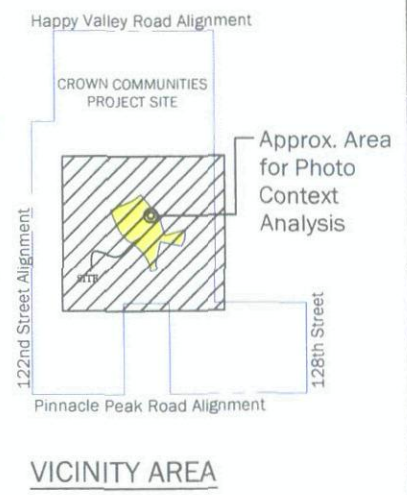 Happy Valley Road Alignment
CROWN COMMUNITIES
PROJECT SITE
Approx. Area
for Photo
Context
Analysis
SITE
122nd Street Alignment
128th Street
Pinnacle Peak Road Alignment
VICINITY AREA